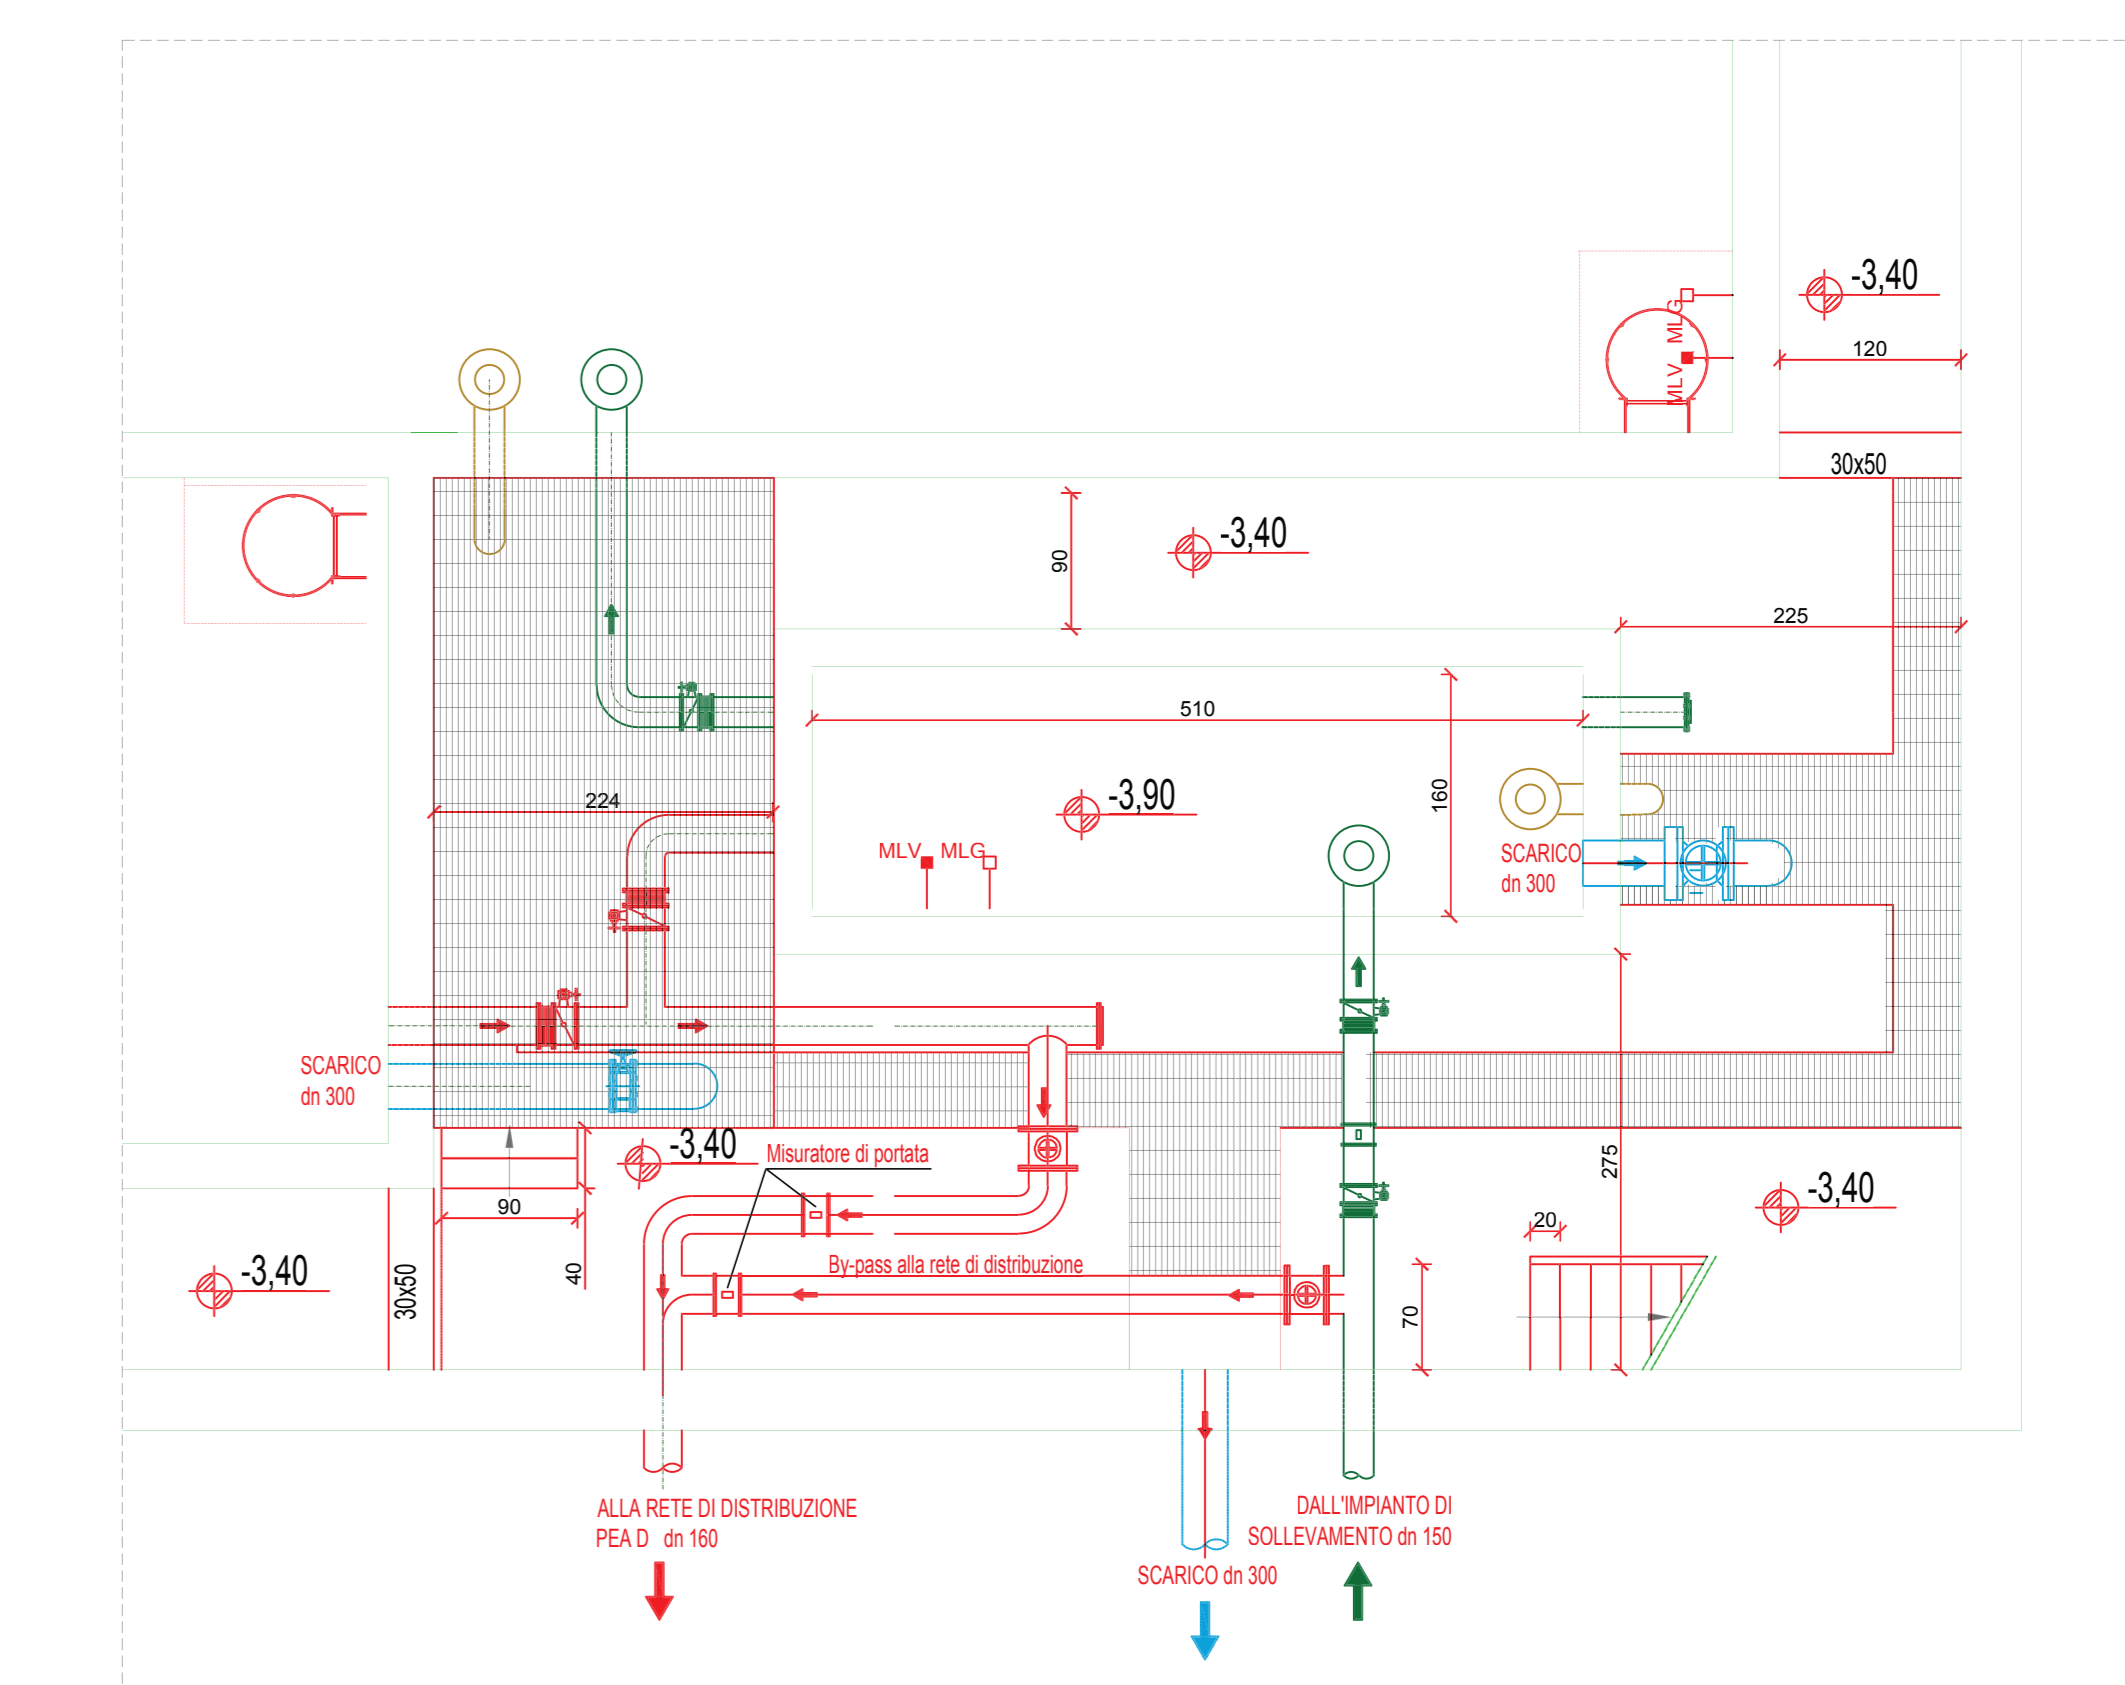 -3,40
MLG
MLV
120
30x50
-3,40
90
225
510
-3,90
160
224
MLV
MLG
SCARICO
dn 300
SCARICO
dn 300
-3,40
Misuratore di portata
275
-3,40
90
20
-3,40
30x50
40
By-pass alla rete di distribuzione
70
ALLA RETE DI DISTRIBUZIONE
PEA D dn 160
DALL'IMPIANTO DI
SOLLEVAMENTO dn 150
SCARICO dn 300